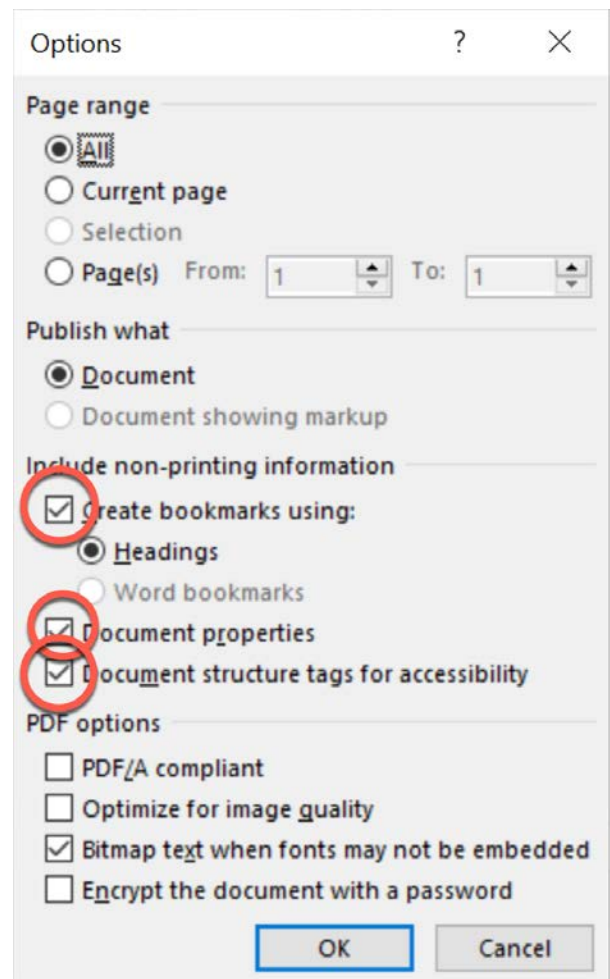 Options ?
Page range
All
Current page
Selection
Page(s) From: 1 To: 1
Publish what
Document
Document showing markup
Include non-printing information
Create bookmarks using:
Headings
Word bookmarks
Document properties
Document structure tags for accessibility
PDF options
PDF/A compliant
Optimize for image quality
Bitmap text when fonts may not be embedded
Encrypt the document with a password
OK Cancel